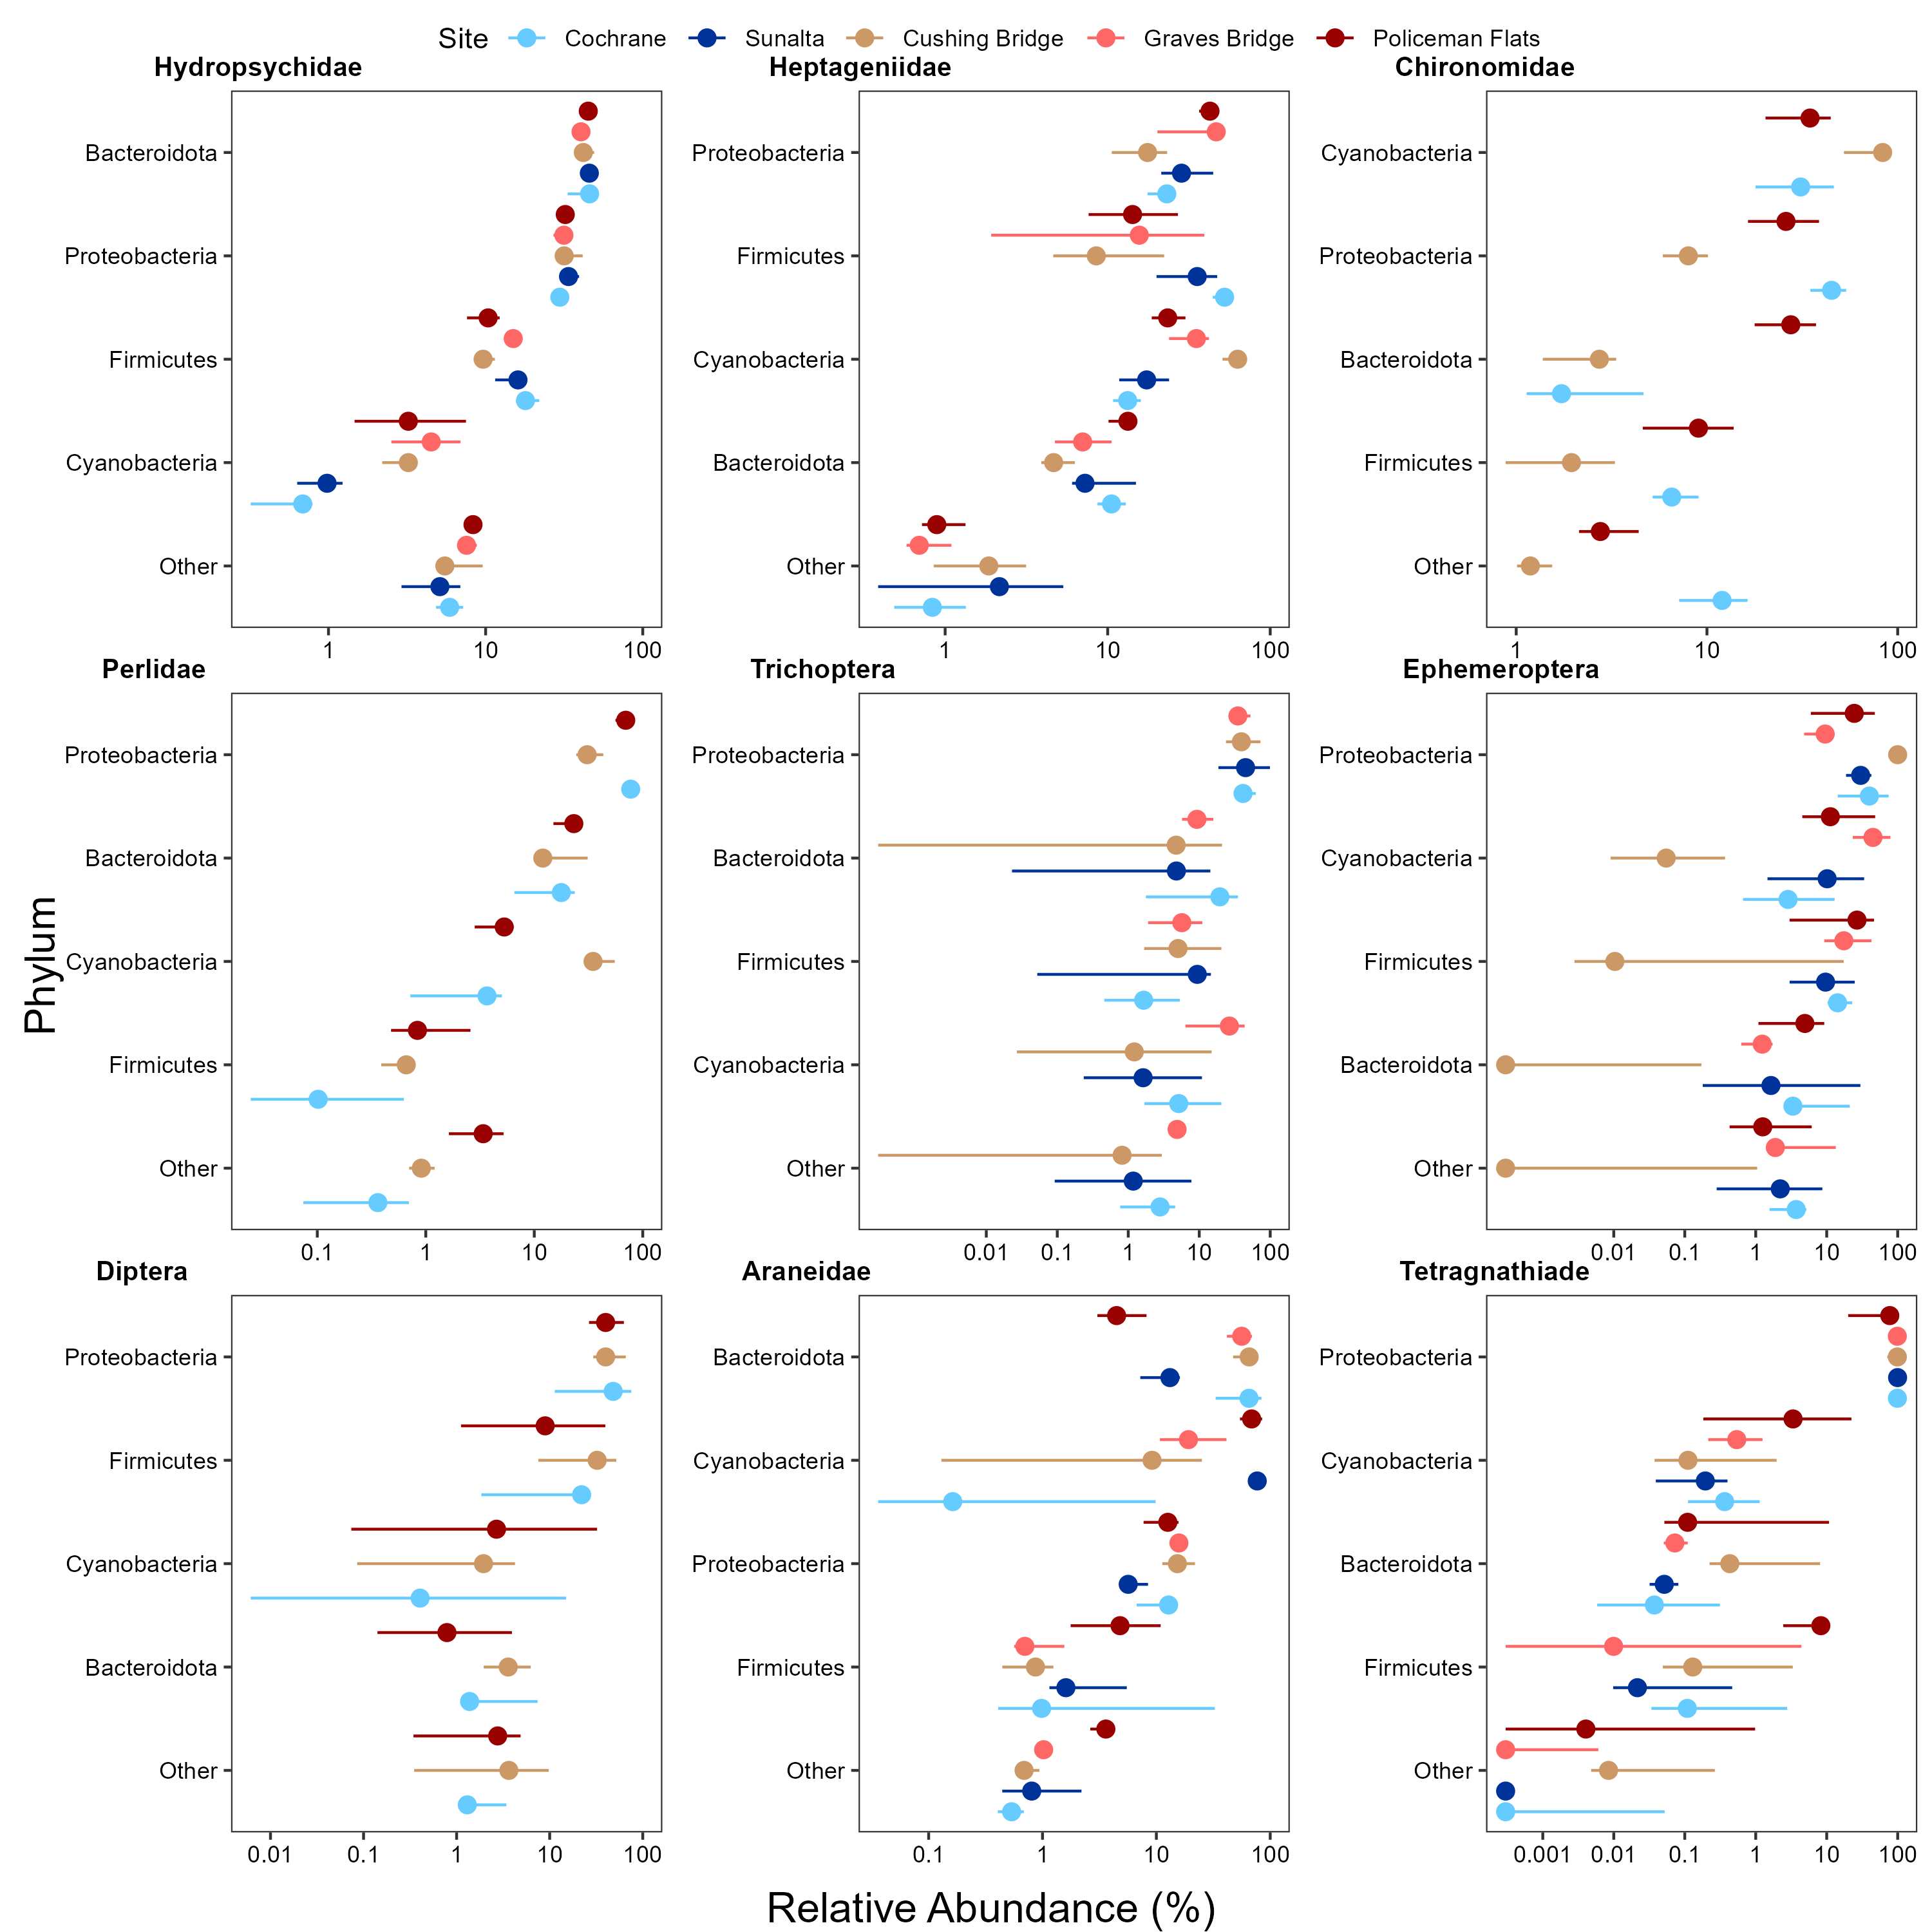 Site Cochrane Sunalta Cushing Bridge Graves Bridge Policeman Flats
Hydropsychidae Heptageniidae Chironomidae
Bacteroidota Proteobacteria Cyanobacteria
Proteobacteria Firmicutes Proteobacteria
Firmicutes Cyanobacteria Bacteroidota
Cyanobacteria Bacteroidota Firmicutes
Other Other Other
1 10 100 1 10 100 1 10 100
Perlidae Trichoptera Ephemeroptera
Proteobacteria Proteobacteria Proteobacteria
Bacteroidota Bacteroidota Cyanobacteria
Phylum
Cyanobacteria Firmicutes Firmicutes
Firmicutes Cyanobacteria Bacteroidota
Other Other Other
0.1 1 10 100 0.01 0.1 1 10 100 0.01 0.1 1 10 100
Diptera Araneidae Tetragnathiade
Proteobacteria Bacteroidota Proteobacteria
Firmicutes Cyanobacteria Cyanobacteria
Cyanobacteria Proteobacteria Bacteroidota
Bacteroidota Firmicutes Firmicutes
Other Other Other
0.01 0.1 1 10 100 0.1 1 10 100 0.001 0.01 0.1 1 10 100
Relative Abundance (%)